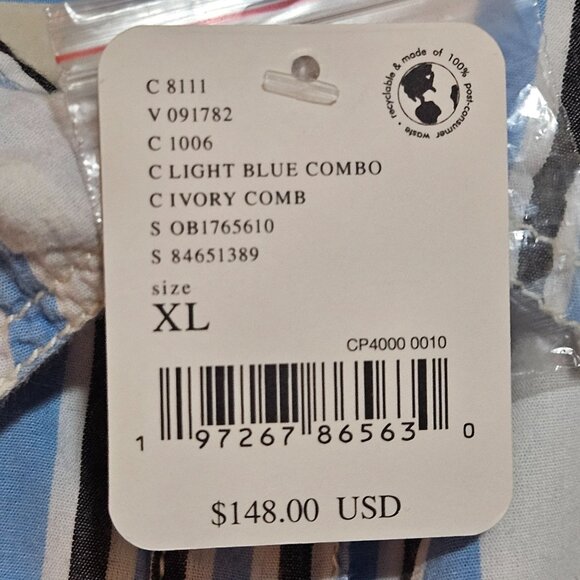 C 8111
V 091782
C 1006
C LIGHT BLUE COMBO
C IVORY COMB
S OB1765610
S 84651389
size
XL
CP4000 0010
1 97267 86563 0
$148.00 USD
recyclable & made of 100% post-consumer waste •